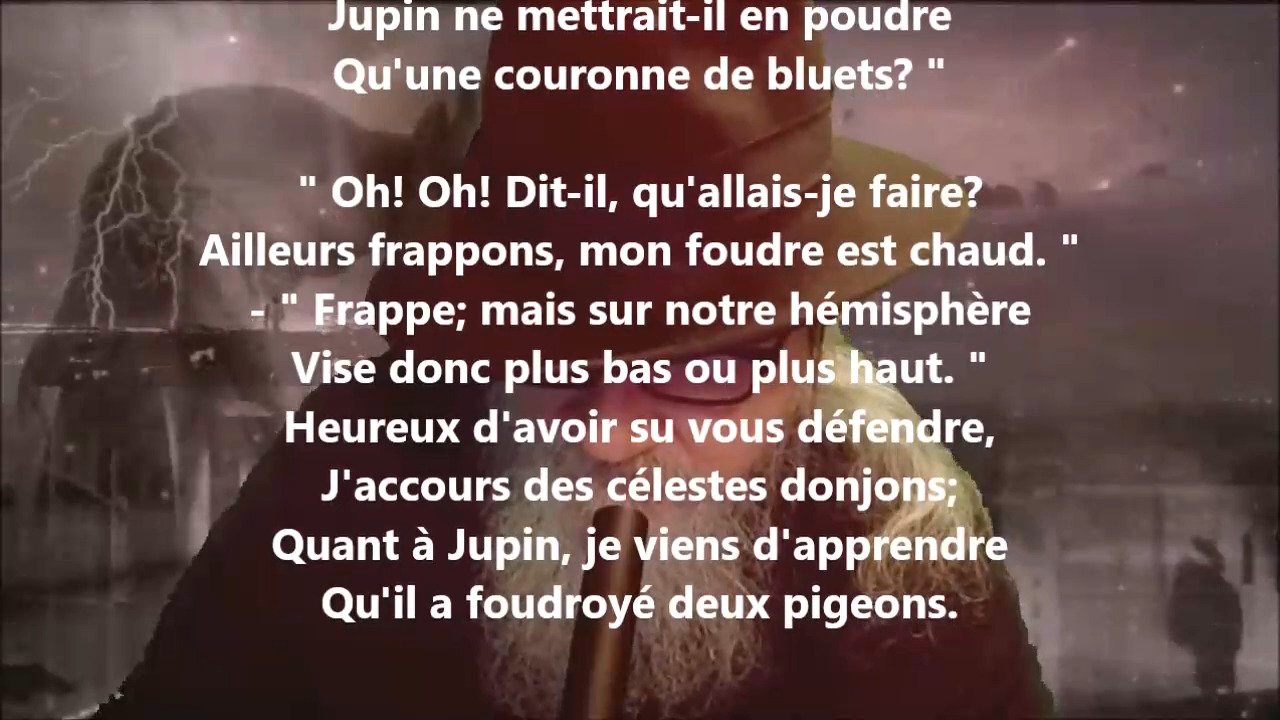 Jupin ne mettrait-il en poudre
Qu'une couronne de bluets? "
" Oh! Oh! Dit-il, qu'allais-je faire?
Ailleurs frappons, mon foudre est chaud. "
- " Frappe; mais sur notre hémisphère
Vise donc plus bas ou plus haut. "
Heureux d'avoir su vous défendre,
J'accours des célestes donjons;
Quant à Jupin, je viens d'apprendre
Qu'il a foudroyé deux pigeons.